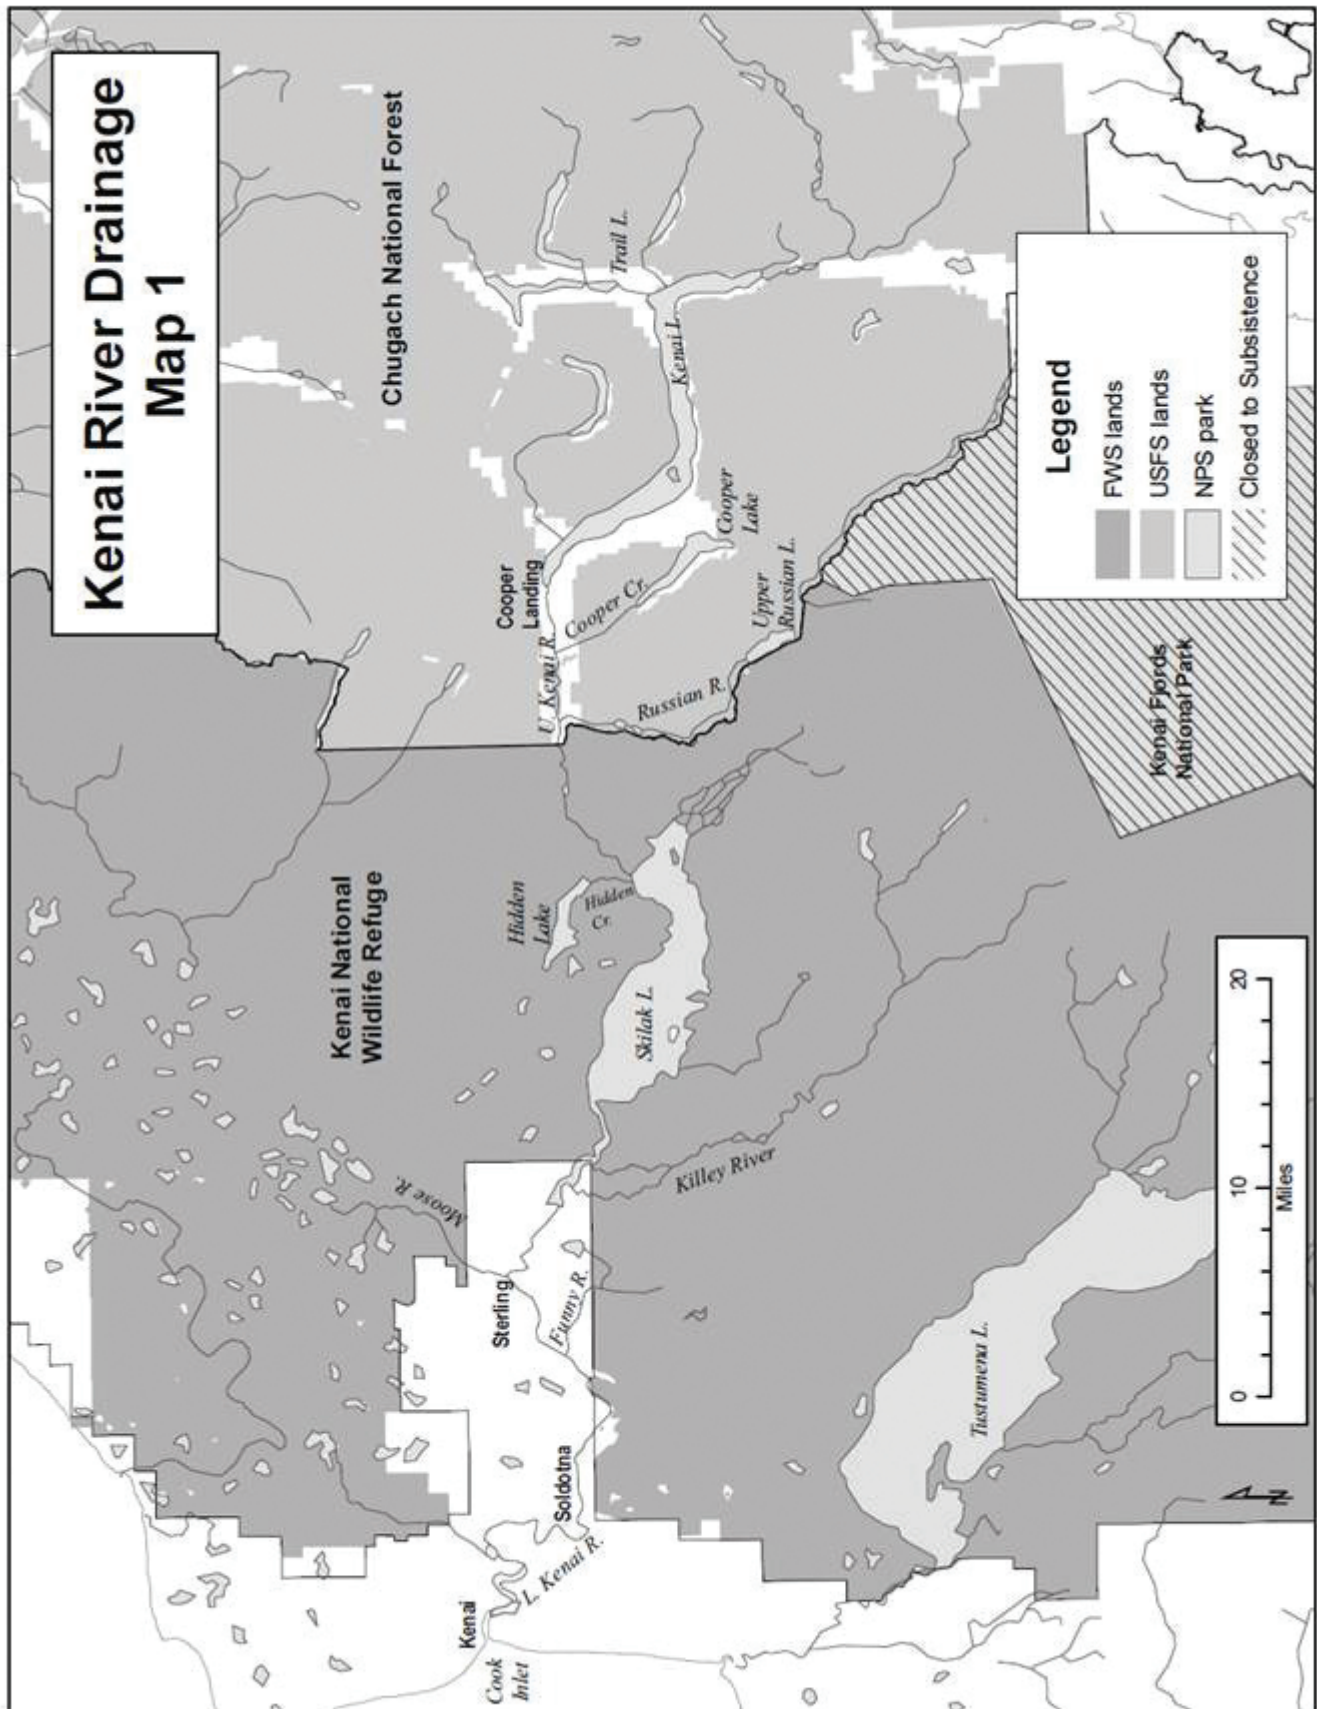 Kenai River Drainage
Map 1
Chugach National Forest
Trail L.
Kenai L.
Cooper
Landing
Cooper Cr.
Cooper
Lake
U. Kenai R.
Upper
Russian L.
Russian R.
Kenai National
Wildlife Refuge
Hidden
Lake
Hidden
Cr.
Skilak L.
Killey River
Moose R.
Sterling
Funny R.
Soldotna
L. Kenai R.
Kenai
Cook
Inlet
Tustumena L.
Kenai Fjords
National Park
Legend
FWS lands
USFS lands
NPS park
Closed to Subsistence
0 10 20
Miles
N